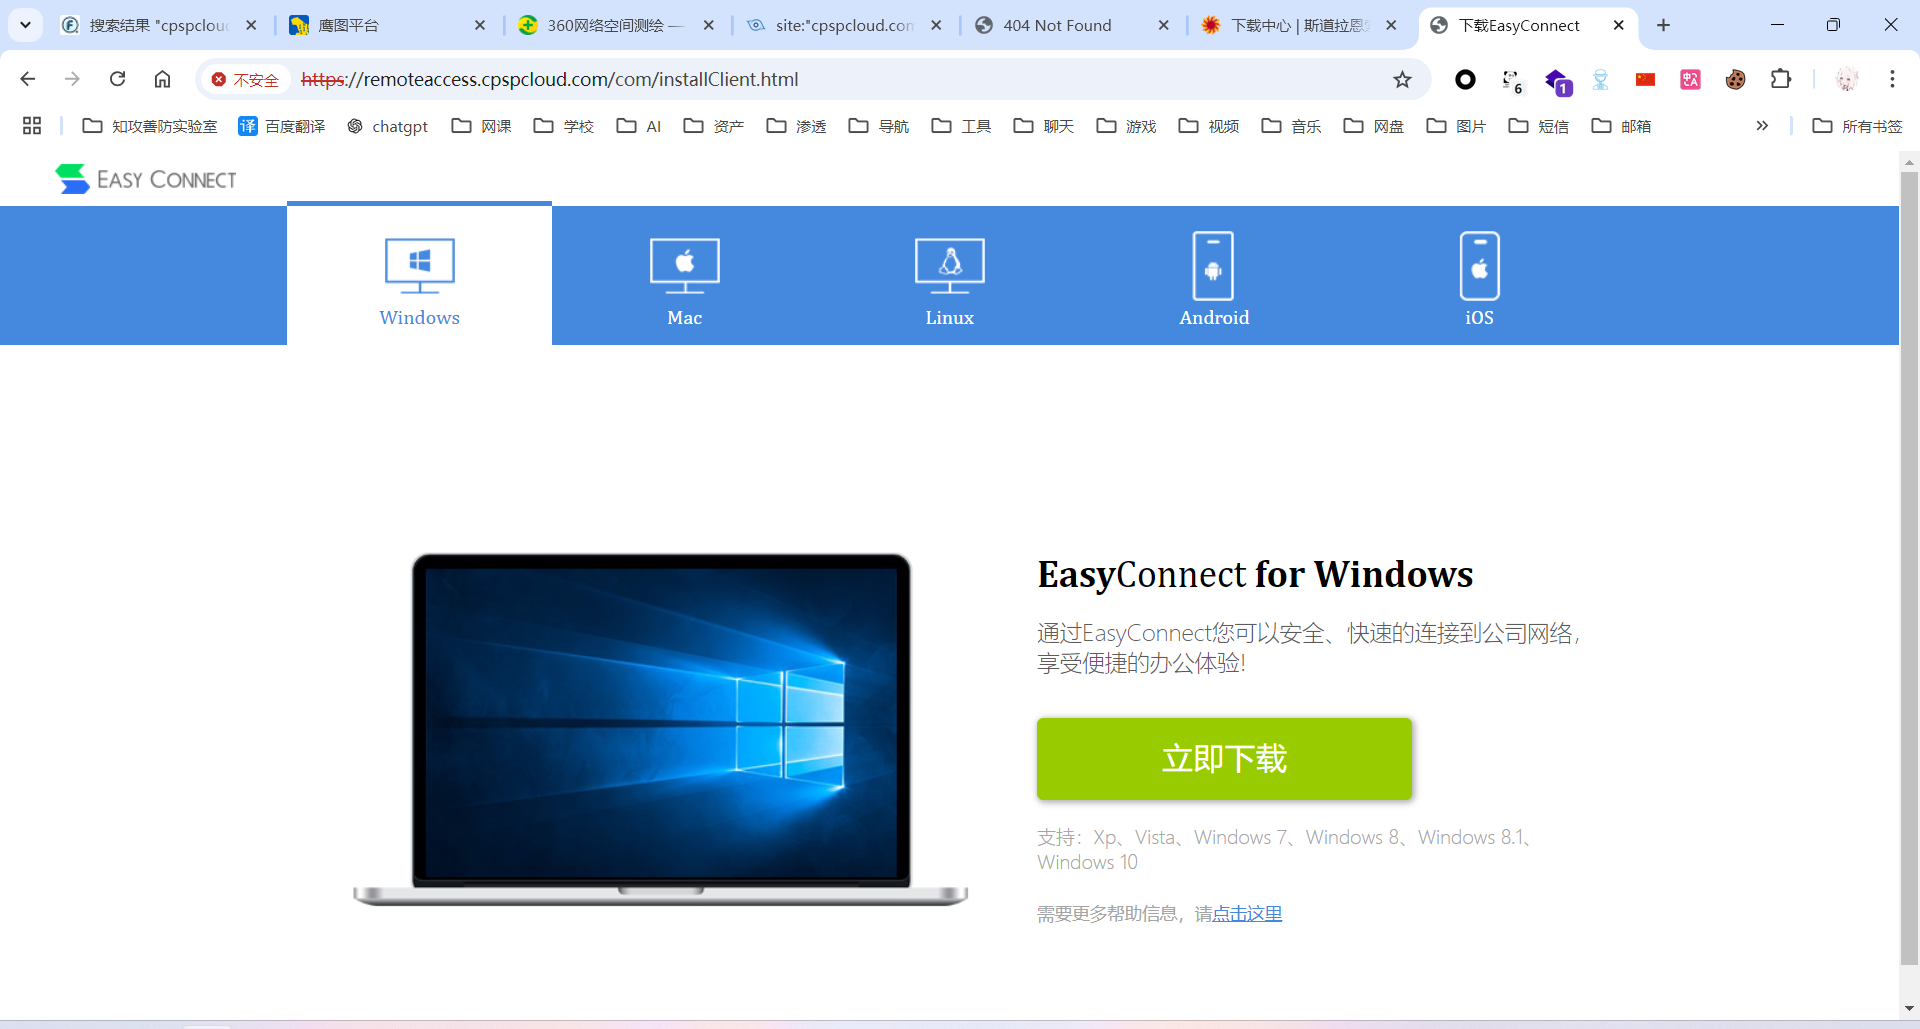 搜索结果 "cpspclou
鹰图平台
360网络空间测绘 —
site:"cpspcloud.com
404 Not Found
下载中心 | 斯道拉恩
下载EasyConnect
不安全
https://remoteaccess.cpspcloud.com/com/installClient.html
6
1
知攻善防实验室
译 百度翻译
chatgpt
网课
学校
AI
资产
渗透
导航
工具
聊天
游戏
视频
音乐
网盘
图片
短信
邮箱
所有书签
EASY CONNECT
Windows
Mac
Linux
Android
iOS
EasyConnect for Windows
通过EasyConnect您可以安全、快速的连接到公司网络，
享受便捷的办公体验!
立即下载
支持：Xp、Vista、Windows 7、Windows 8、Windows 8.1、
Windows 10
需要更多帮助信息，请点击这里